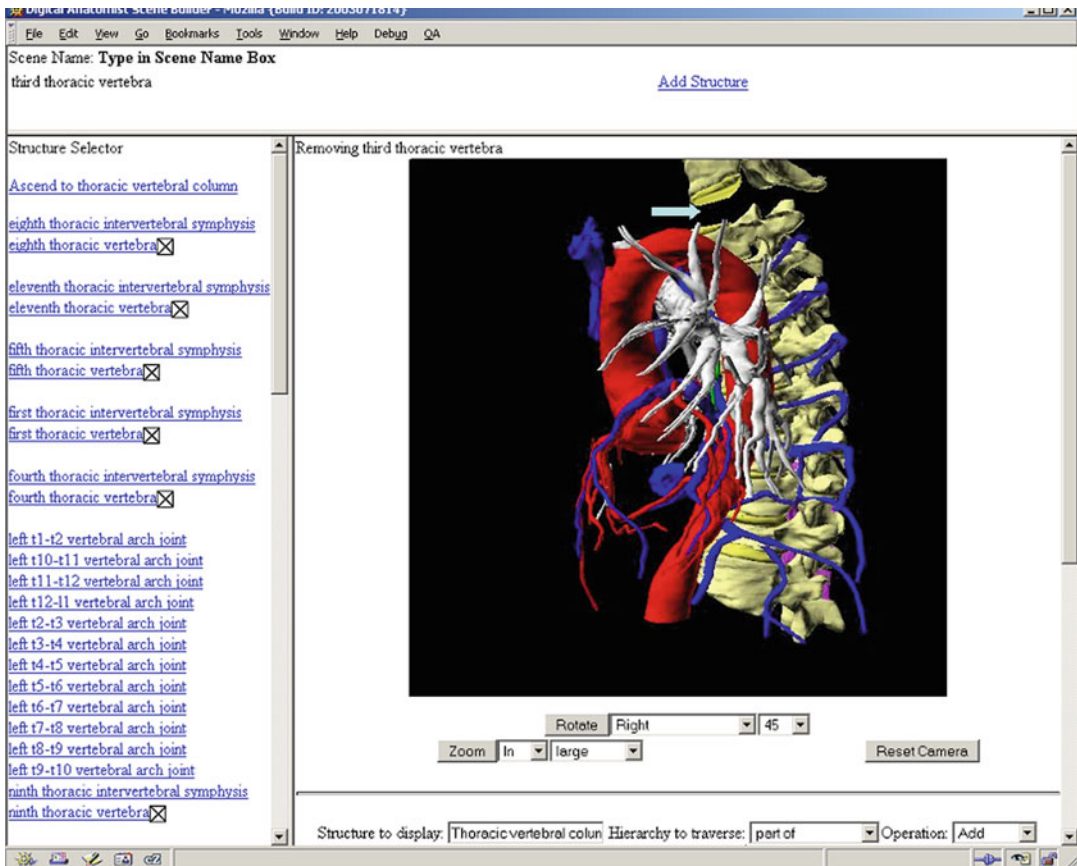 Digital Anatomist Scene Builder - Mozilla {Build ID: 2003071814}
File Edit View Go Bookmarks Tools Window Help Debug QA
Scene Name: Type in Scene Name Box
third thoracic vertebra
Add Structure
Structure Selector
Ascend to thoracic vertebral column
eighth thoracic intervertebral symphysis
eighth thoracic vertebra
eleventh thoracic intervertebral symphysis
eleventh thoracic vertebra
fifth thoracic intervertebral symphysis
fifth thoracic vertebra
first thoracic intervertebral symphysis
first thoracic vertebra
fourth thoracic intervertebral symphysis
fourth thoracic vertebra
left t1-t2 vertebral arch joint
left t10-t11 vertebral arch joint
left t11-t12 vertebral arch joint
left t12-l1 vertebral arch joint
left t2-t3 vertebral arch joint
left t3-t4 vertebral arch joint
left t4-t5 vertebral arch joint
left t5-t6 vertebral arch joint
left t6-t7 vertebral arch joint
left t7-t8 vertebral arch joint
left t8-t9 vertebral arch joint
left t9-t10 vertebral arch joint
ninth thoracic intervertebral symphysis
ninth thoracic vertebra
Removing third thoracic vertebra
Rotate Right 45
Zoom In large Reset Camera
Structure to display: Thoracic vertebral colun Hierarchy to traverse: part of Operation: Add